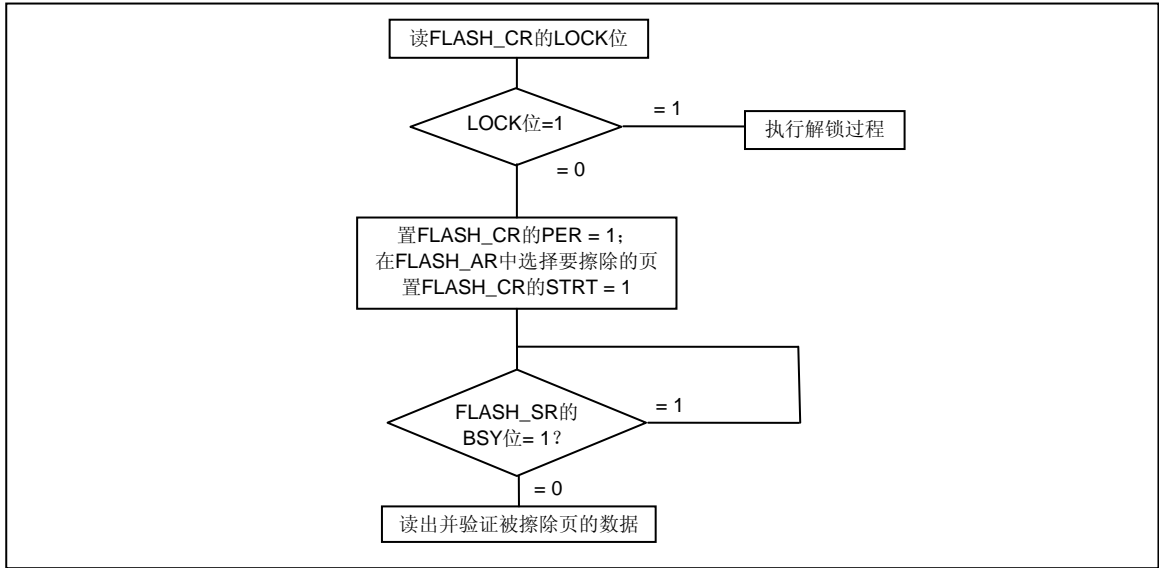 读FLASH_CR的LOCK位
LOCK位=1
= 1
执行解锁过程
= 0
置FLASH_CR的PER = 1;
在FLASH_AR中选择要擦除的页
置FLASH_CR的STRT = 1
FLASH_SR的
BSY位= 1？
= 1
= 0
读出并验证被擦除页的数据